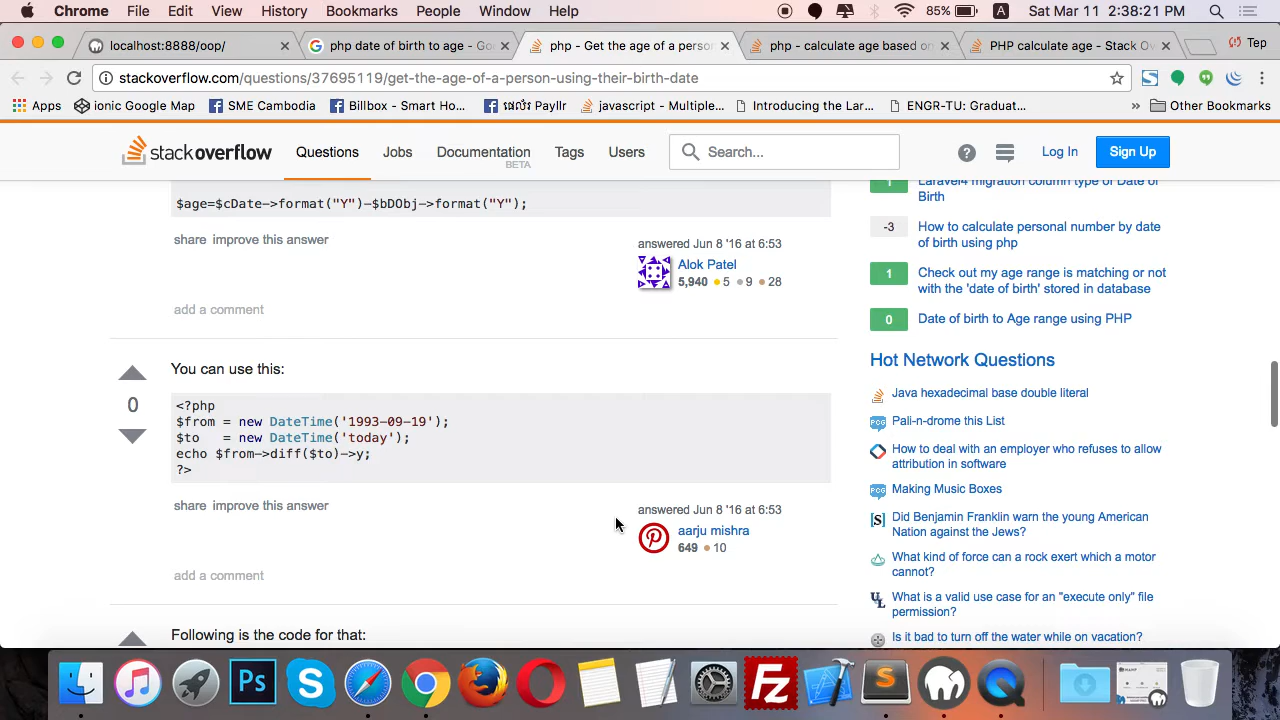 Chrome File Edit View History Bookmarks People Window Help 85% A Sat Mar 11 2:38:21 PM
localhost:8888/oop/
php date of birth to age - Go
php - Get the age of a perso
php - calculate age based on
PHP calculate age - Stack Ov
Tep
stackoverflow.com/questions/37695119/get-the-age-of-a-person-using-their-birth-date
Apps ionic Google Map SME Cambodia Billbox - Smart Ho... Payllr javascript - Multiple... Introducing the Lar... ENGR-TU: Graduat... » Other Bookmarks
stackoverflow Questions Jobs Documentation Tags Users Search... ? Log In Sign Up
BETA
$age=$cDate->format("Y")-$bDObj->format("Y");
share improve this answer
answered Jun 8 '16 at 6:53
Alok Patel
5,940 5 9 28
add a comment
You can use this:
0
<?php
$from = new DateTime('1993-09-19');
$to   = new DateTime('today');
echo $from->diff($to)->y;
?>
share improve this answer
answered Jun 8 '16 at 6:53
aarju mishra
649 10
add a comment
Following is the code for that:
1 Laravel4 migration column type of Date of
Birth
-3 How to calculate personal number by date
of birth using php
1 Check out my age range is matching or not
with the 'date of birth' stored in database
0 Date of birth to Age range using PHP
Hot Network Questions
Java hexadecimal base double literal
PCG Pali-n-drome this List
How to deal with an employer who refuses to allow
attribution in software
PCG Making Music Boxes
Did Benjamin Franklin warn the young American
Nation against the Jews?
What kind of force can a rock exert which a motor
cannot?
What is a valid use case for an "execute only" file
permission?
Is it bad to turn off the water while on vacation?
Ps
Fz